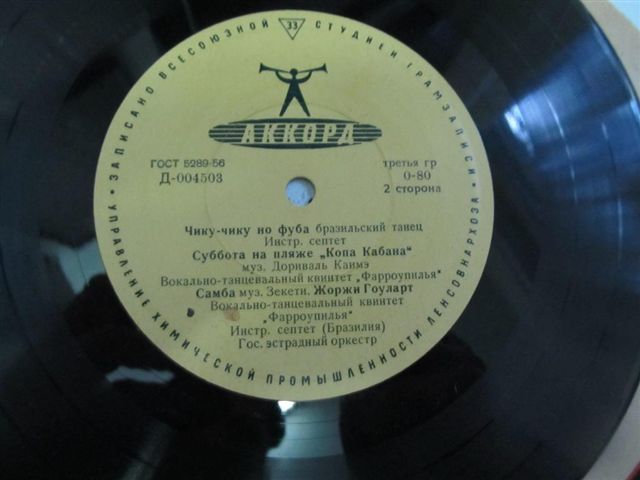 ЗАПИСАНО ВСЕСОЮЗНОЙ СТУДИЕЙ ГРАМЗАПИСИ
33
АККОРД
ГОСТ 5289-56
Д-004503
третья гр
0-80
2 сторона
Чику-чику но фуба бразильский танец
Инстр. септет
Суббота на пляже „Копа Кабана“
муз. Дориваль Каимэ
Вокально-танцевальный квинтет „Фарроупилья“
Самба муз. Зекети. Жоржи Гоуларт
Вокально-танцевальный квинтет
„Фарроупилья“
Инстр. септет (Бразилия)
Гос. эстрадный оркестр
УПРАВЛЕНИЕ ХИМИЧЕСКОЙ ПРОМЫШЛЕННОСТИ ЛЕНСОВНАРХОЗА